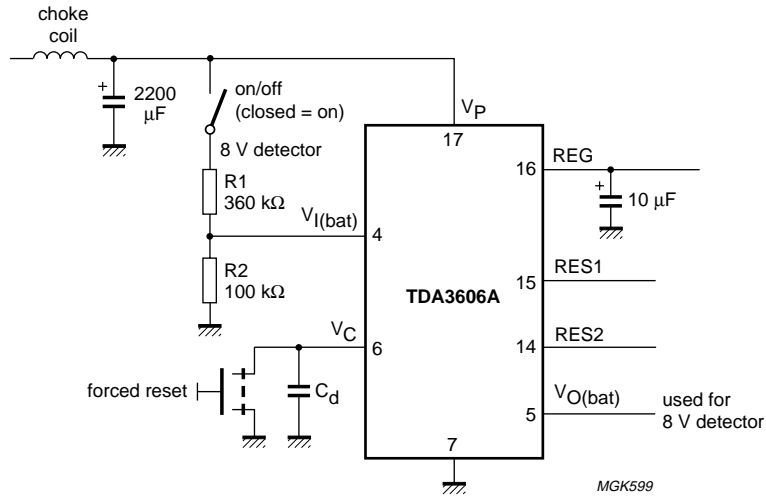 choke
coil
+
2200
μF
on/off
(closed = on)
8 V detector
R1
360 kΩ
V_I(bat)
R2
100 kΩ
V_C
forced reset
C_d
V_P
17
4
6
7
TDA3606A
16
REG
+
10 μF
15
RES1
14
RES2
5
V_O(bat)
used for
8 V detector
MGK599